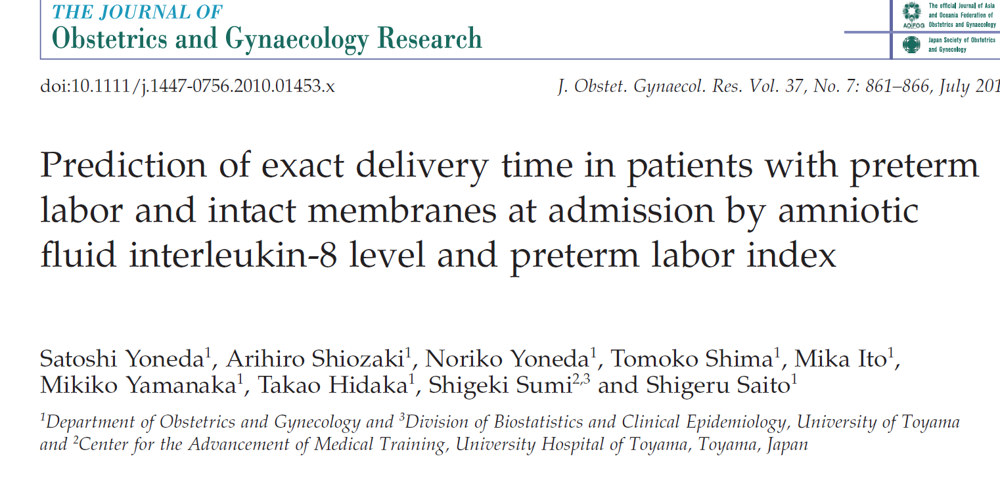 THE JOURNAL OF
Obstetrics and Gynaecology Research
The official Journal of Asia
and Oceania Federation of
Obstetrics and Gynaecology
AOFOG
Japan Society of Obstetrics
and Gynecology
doi:10.1111/j.1447-0756.2010.01453.x
J. Obstet. Gynaecol. Res. Vol. 37, No. 7: 861–866, July 201
Prediction of exact delivery time in patients with preterm
labor and intact membranes at admission by amniotic
fluid interleukin-8 level and preterm labor index
Satoshi Yoneda¹, Arihiro Shiozaki¹, Noriko Yoneda¹, Tomoko Shima¹, Mika Ito¹,
Mikiko Yamanaka¹, Takao Hidaka¹, Shigeki Sumi²,³ and Shigeru Saito¹
¹Department of Obstetrics and Gynecology and ³Division of Biostatistics and Clinical Epidemiology, University of Toyama
and ²Center for the Advancement of Medical Training, University Hospital of Toyama, Toyama, Japan